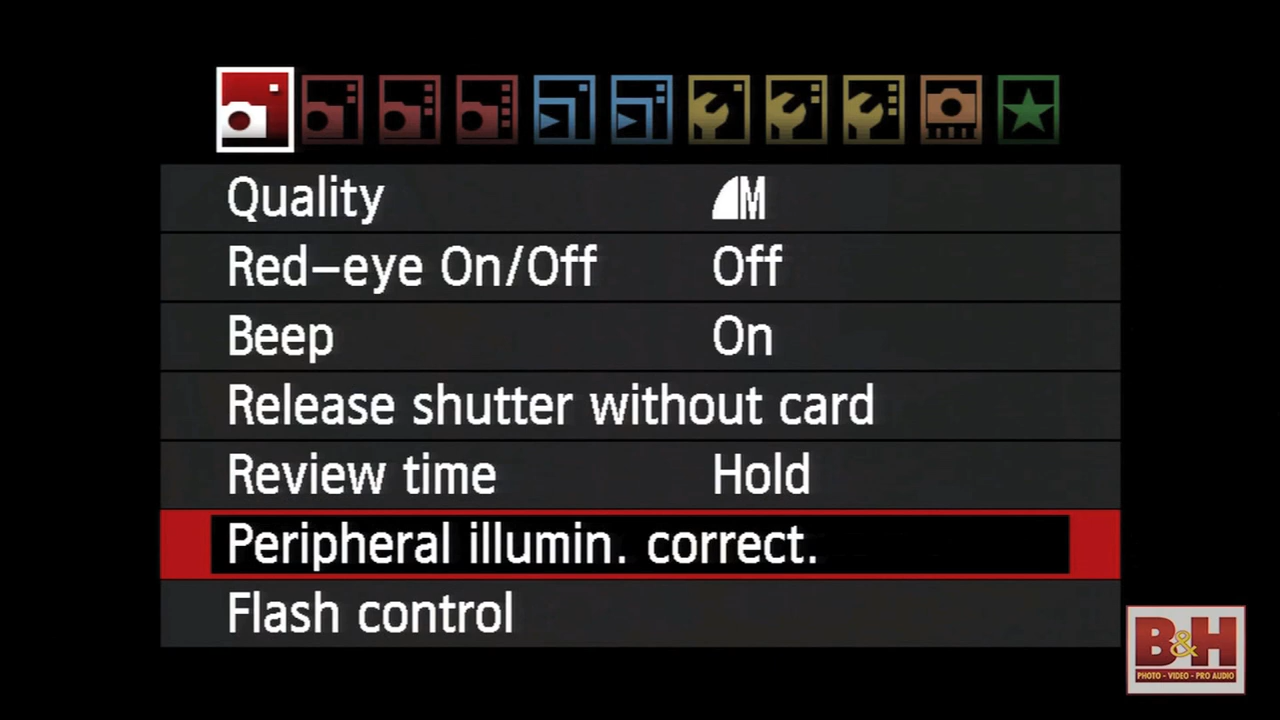 Quality M
Red-eye On/Off Off
Beep On
Release shutter without card
Review time Hold
Peripheral illumin. correct.
Flash control
B&H
PHOTO - VIDEO - PRO AUDIO